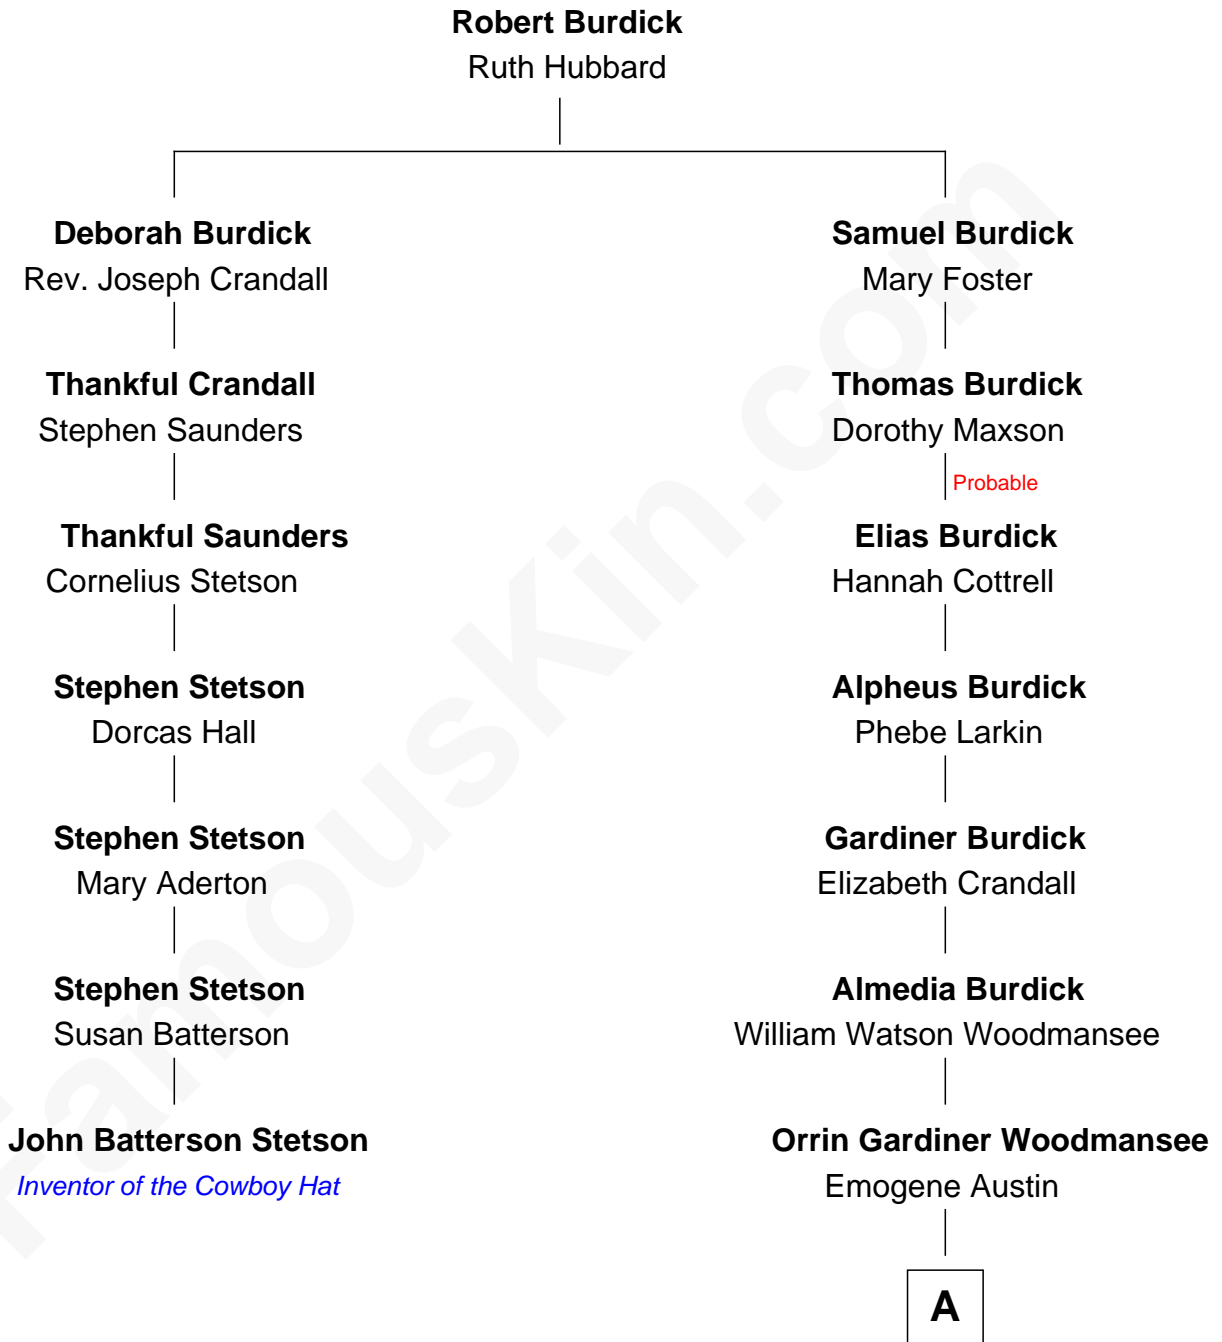 Robert Burdick
Ruth Hubbard
Deborah Burdick
Rev. Joseph Crandall
Samuel Burdick
Mary Foster
Thankful Crandall
Stephen Saunders
Thomas Burdick
Dorothy Maxson
Probable
Thankful Saunders
Cornelius Stetson
Elias Burdick
Hannah Cottrell
Stephen Stetson
Dorcas Hall
Alpheus Burdick
Phebe Larkin
Stephen Stetson
Mary Aderton
Gardiner Burdick
Elizabeth Crandall
Stephen Stetson
Susan Batterson
Almedia Burdick
William Watson Woodmansee
John Batterson Stetson
Inventor of the Cowboy Hat
Orrin Gardiner Woodmansee
Emogene Austin
A
FamousKin.com